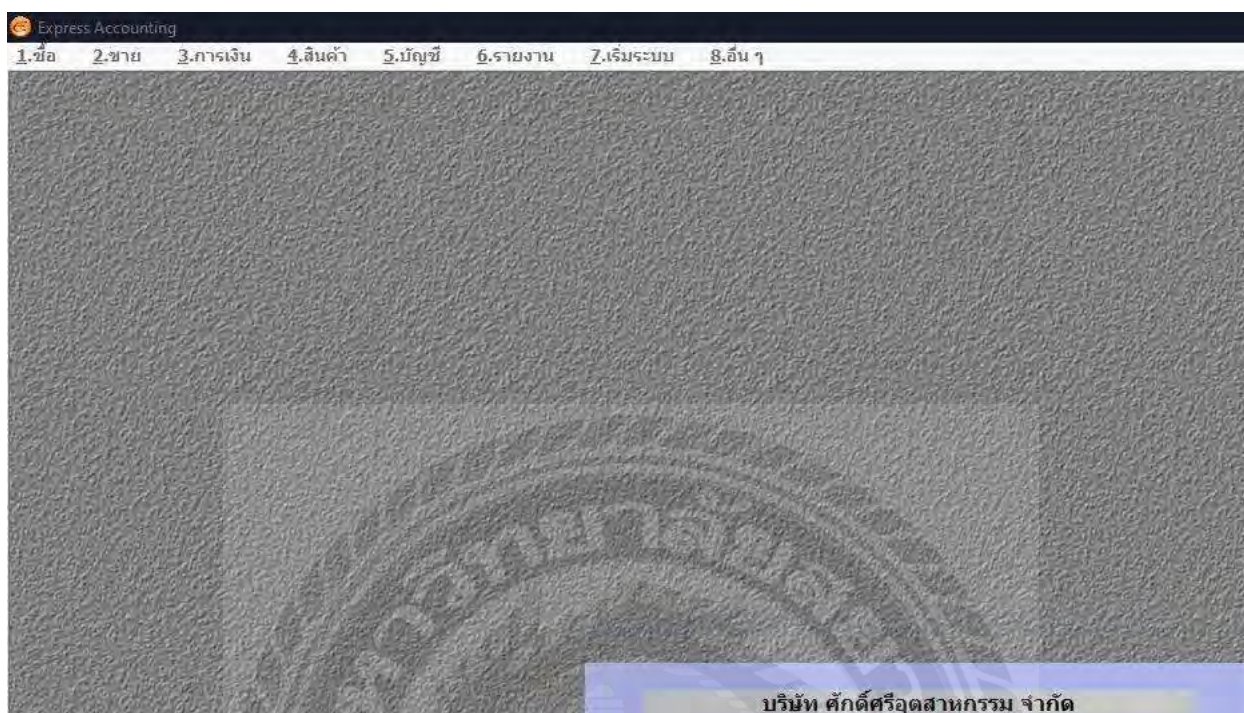 Express Accounting
1.ซื้อ 2.ขาย 3.การเงิน 4.สินค้า 5.บัญชี 6.รายงาน 7.เริ่มระบบ 8.อื่น ๆ
บริษัท ศักดิ์ศรีอุตสาหกรรม จำกัด